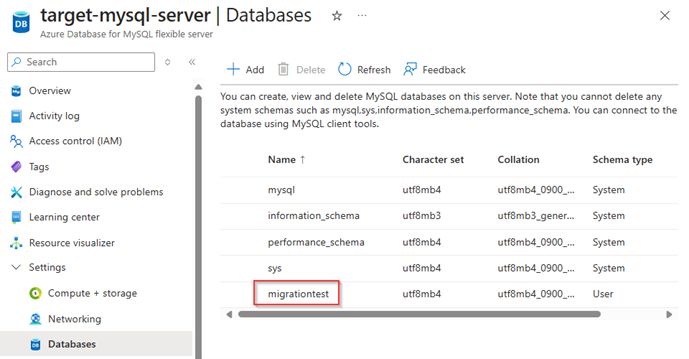 target-mysql-server | Databases
Azure Database for MySQL flexible server
Search
Overview
Activity log
Access control (IAM)
Tags
Diagnose and solve problems
Learning center
Resource visualizer
Settings
Compute + storage
Networking
Databases
Add Delete Refresh Feedback
You can create, view and delete MySQL databases on this server. Note that you cannot delete any
system schemas such as mysql,sys,information_schema,performance_schema. You can connect to the
database using MySQL client tools.
Name ↑ Character set Collation Schema type
mysql utf8mb4 utf8mb4_0900_... System
information_schema utf8mb3 utf8mb3_gener... System
performance_schema utf8mb4 utf8mb4_0900_... System
sys utf8mb4 utf8mb4_0900_... System
migrationtest utf8mb4 utf8mb4_0900_... User